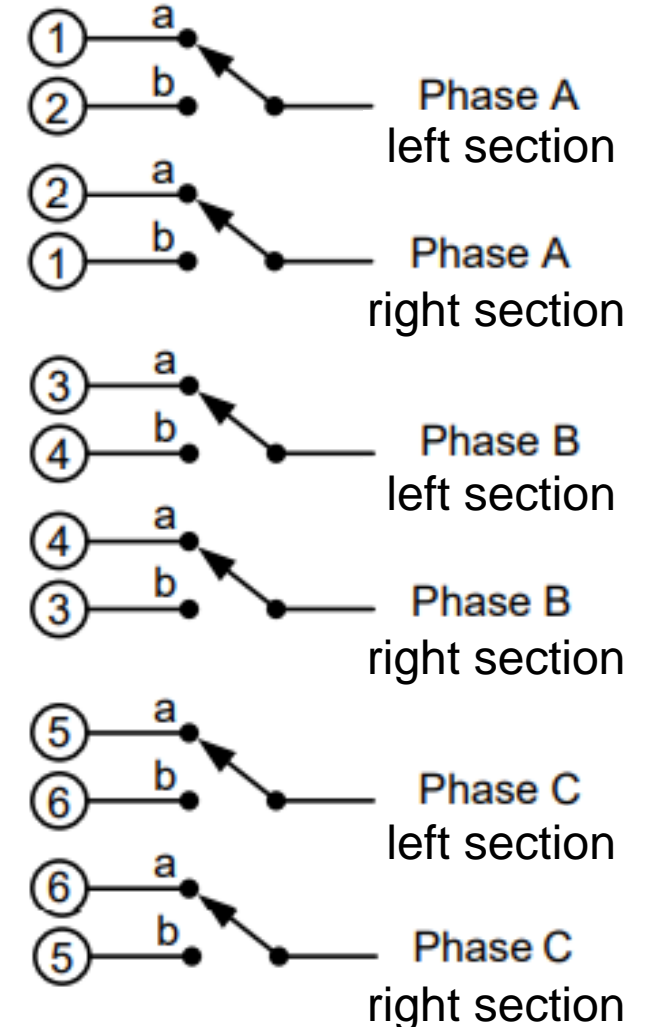 1 a
2 b Phase A
left section
2 a
1 b Phase A
right section
3 a
4 b Phase B
left section
4 a
3 b Phase B
right section
5 a
6 b Phase C
left section
6 a
5 b Phase C
right section